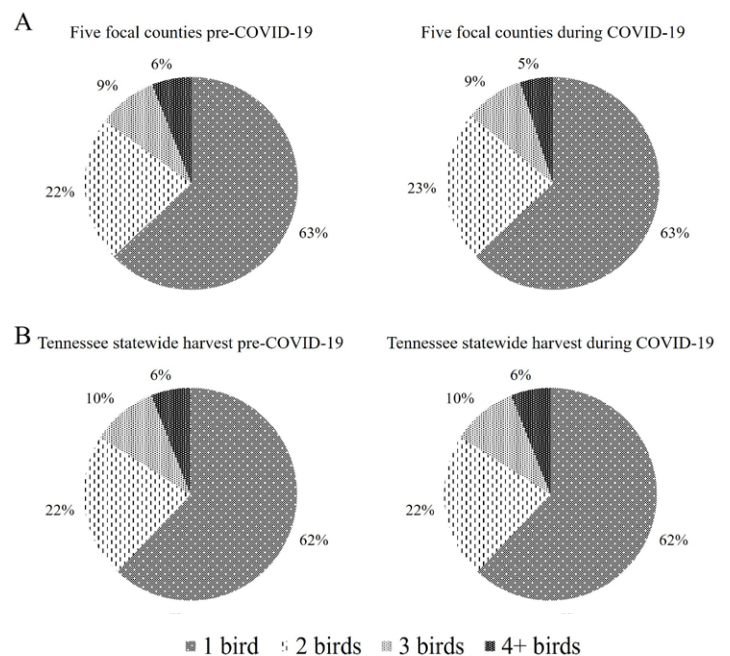 A
Five focal counties pre-COVID-19
Five focal counties during COVID-19
6%
9%
22%
63%
5%
9%
23%
63%
B
Tennessee statewide harvest pre-COVID-19
Tennessee statewide harvest during COVID-19
6%
10%
22%
62%
6%
10%
22%
62%
1 bird 2 birds 3 birds 4+ birds